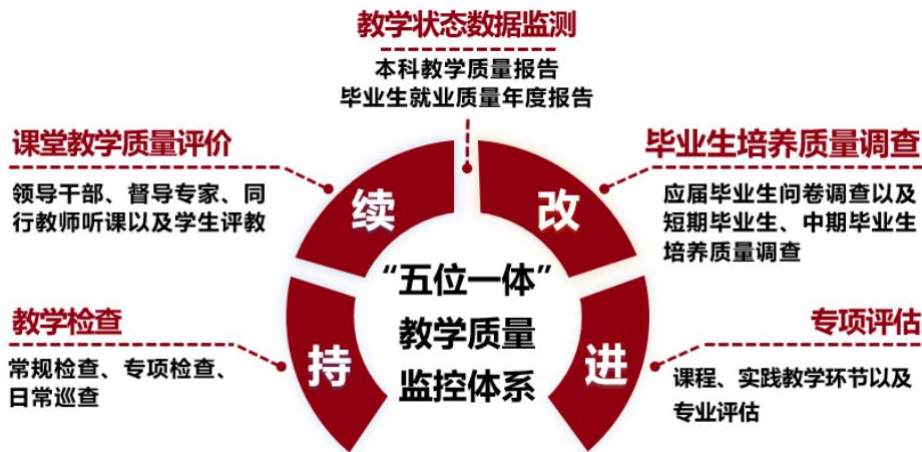 教学状态数据监测
本科教学质量报告
毕业生就业质量年度报告
课堂教学质量评价
领导干部、督导专家、同
行教师听课以及学生评教
毕业生培养质量调查
应届毕业生问卷调查以及
短期毕业生、中期毕业生
培养质量调查
教学检查
常规检查、专项检查、
日常巡查
专项评估
课程、实践教学环节以及
专业评估
持
续
改
进
“五位一体”
教学质量
监控体系